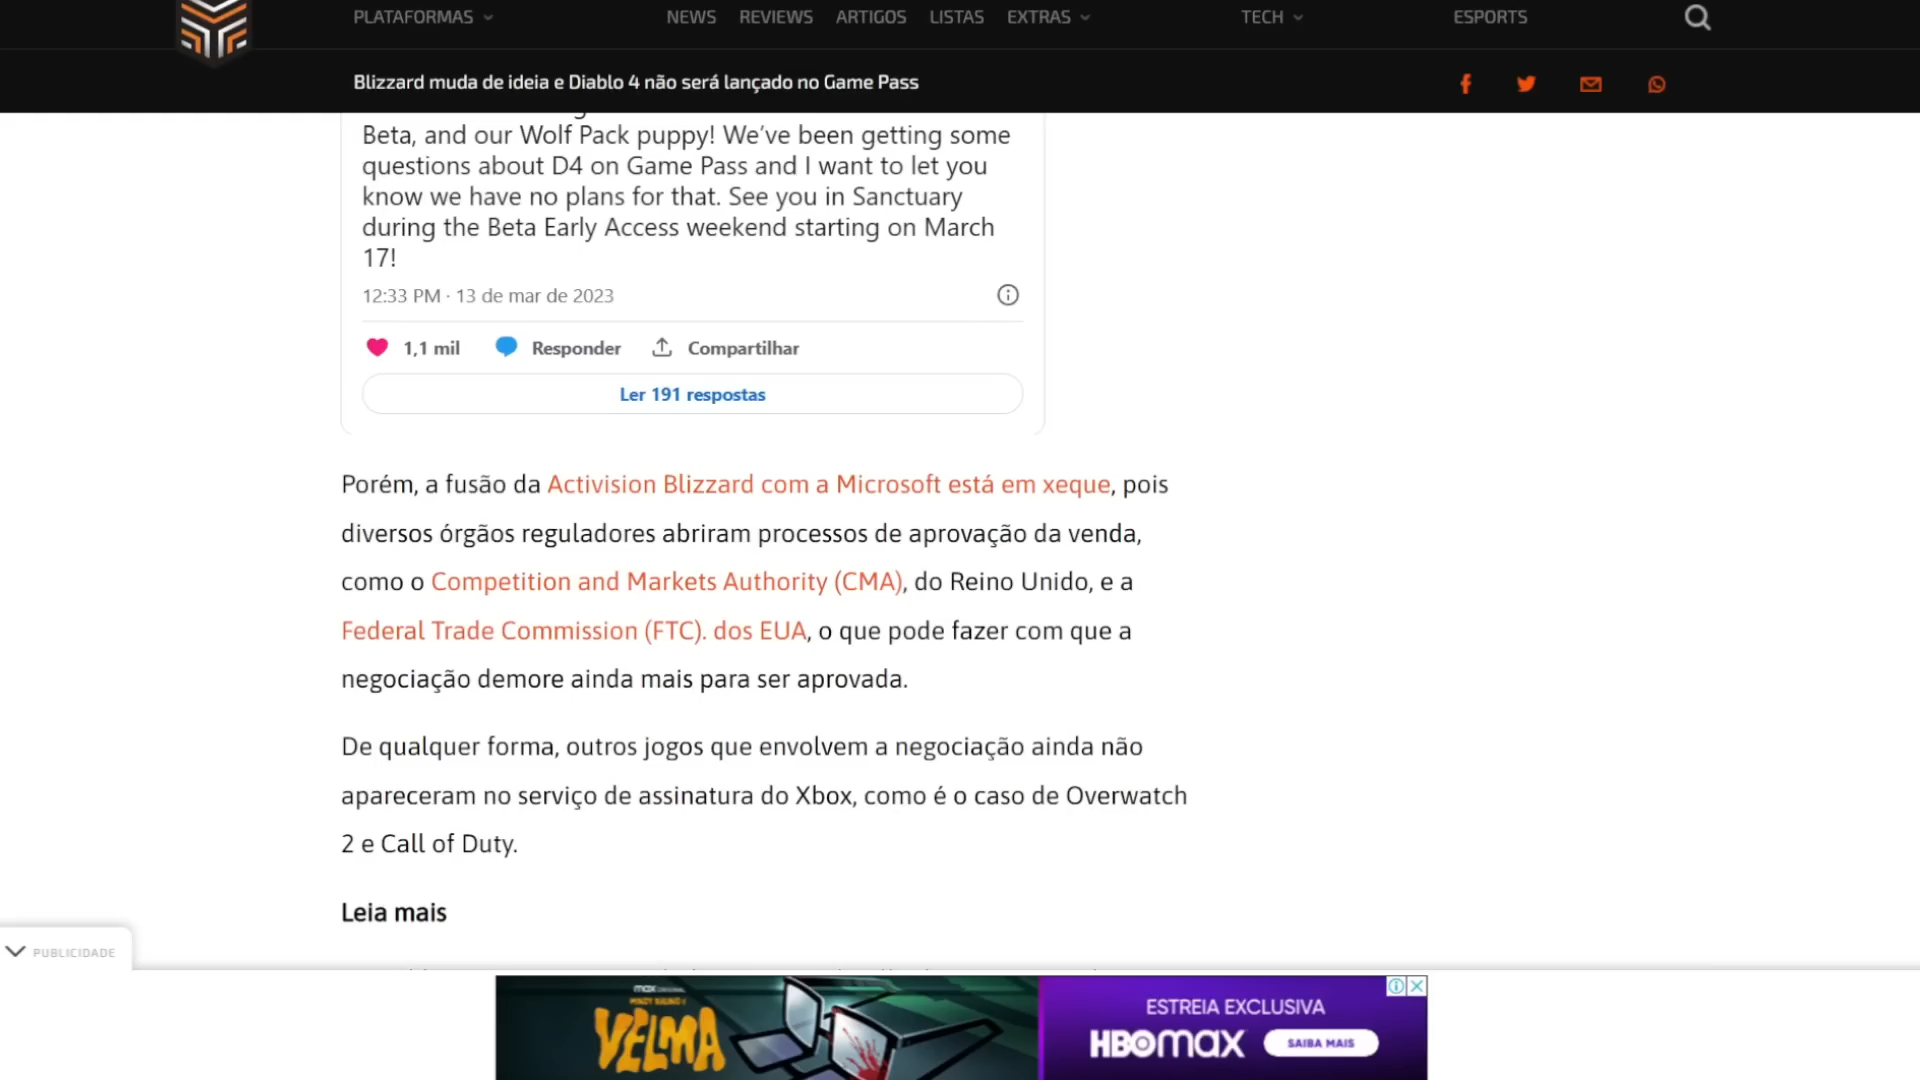 PLATAFORMAS NEWS REVIEWS ARTIGOS LISTAS EXTRAS TECH ESPORTS
Blizzard muda de ideia e Diablo 4 não será lançado no Game Pass
Beta, and our Wolf Pack puppy! We’ve been getting some
questions about D4 on Game Pass and I want to let you
know we have no plans for that. See you in Sanctuary
during the Beta Early Access weekend starting on March
17!
12:33 PM · 13 de mar de 2023
1,1 mil Responder Compartilhar
Ler 191 respostas
Porém, a fusão da Activision Blizzard com a Microsoft está em xeque, pois
diversos órgãos reguladores abriram processos de aprovação da venda,
como o Competition and Markets Authority (CMA), do Reino Unido, e a
Federal Trade Commission (FTC). dos EUA, o que pode fazer com que a
negociação demore ainda mais para ser aprovada.
De qualquer forma, outros jogos que envolvem a negociação ainda não
apareceram no serviço de assinatura do Xbox, como é o caso de Overwatch
2 e Call of Duty.
Leia mais
PUBLICIDADE
max ORIGINAL
VELMA
ESTREIA EXCLUSIVA
HBOMAX
SAIBA MAIS